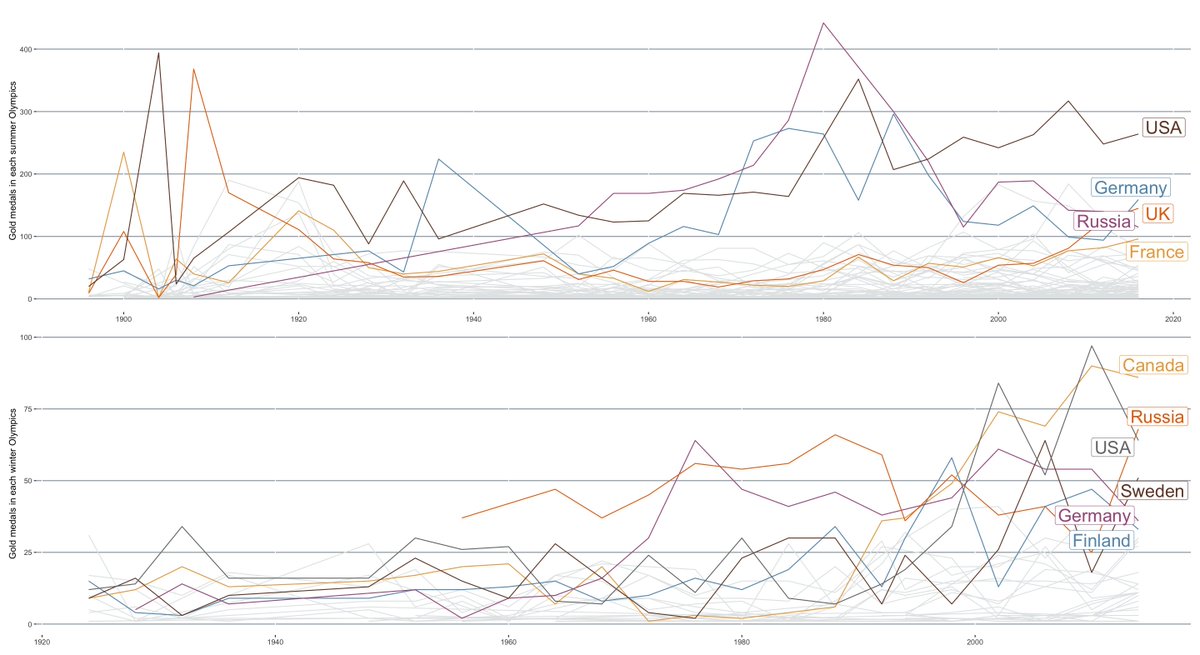 Gold medals in each summer Olympics
400
300
200
100
0
USA
Germany
UK
Russia
France
1900
1920
1940
1960
1980
2000
2020
Gold medals in each winter Olympics
100
75
50
25
0
Canada
Russia
USA
Sweden
Germany
Finland
1920
1940
1960
1980
2000